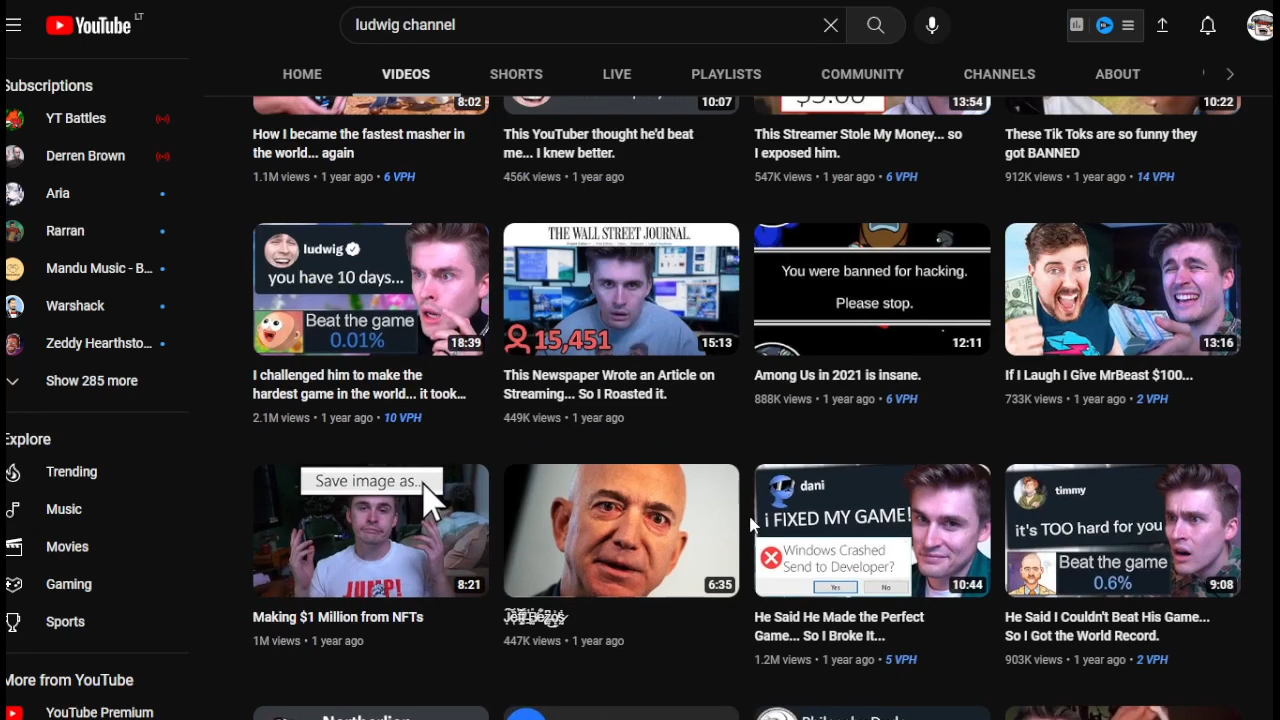 YouTube LT
ludwig channel
HOME VIDEOS SHORTS LIVE PLAYLISTS COMMUNITY CHANNELS ABOUT
Subscriptions
YT Battles
Derren Brown
Aria
Rarran
Mandu Music - B...
Warshack
Zeddy Hearthsto...
Show 285 more
Explore
Trending
Music
Movies
Gaming
Sports
More from YouTube
YouTube Premium
8:02
How I became the fastest masher in
the world... again
1.1M views • 1 year ago • 6 VPH
10:07
This YouTuber thought he'd beat
me... I knew better.
456K views • 1 year ago
$5.00
13:54
This Streamer Stole My Money... so
I exposed him.
547K views • 1 year ago • 6 VPH
10:22
These Tik Toks are so funny they
got BANNED
912K views • 1 year ago • 14 VPH
ludwig
you have 10 days...
Beat the game
0.01%
18:39
I challenged him to make the
hardest game in the world... it took...
2.1M views • 1 year ago • 10 VPH
THE WALL STREET JOURNAL.
15,451
15:13
This Newspaper Wrote an Article on
Streaming... So I Roasted it.
449K views • 1 year ago
You were banned for hacking.
Please stop.
12:11
Among Us in 2021 is insane.
888K views • 1 year ago • 6 VPH
13:16
If I Laugh I Give MrBeast $100...
733K views • 1 year ago • 2 VPH
Save image as...
JUMP!
8:21
Making $1 Million from NFTs
1M views • 1 year ago
6:35
Jeff Bezos
447K views • 1 year ago
dani
i FIXED MY GAME!
Windows Crashed
Send to Developer?
Yes No
10:44
He Said He Made the Perfect
Game... So I Broke It...
1.2M views • 1 year ago • 5 VPH
timmy
it's TOO hard for you
Beat the game
0.6%
9:08
He Said I Couldn't Beat His Game...
So I Got the World Record.
903K views • 1 year ago • 2 VPH